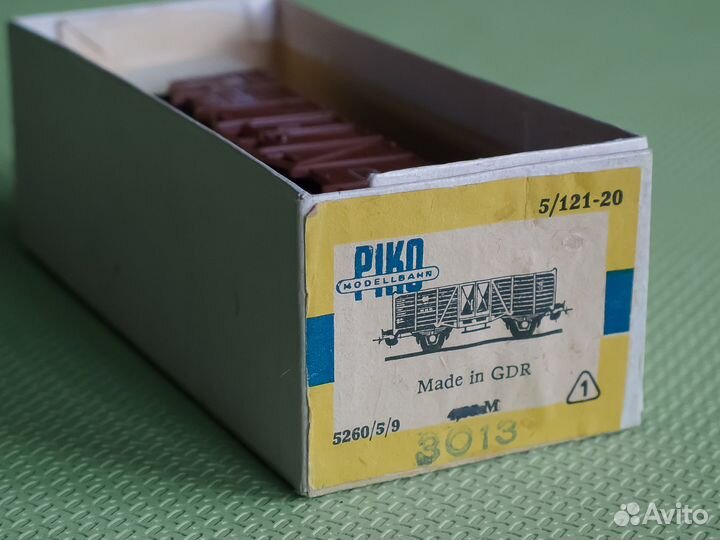 5/121-20
PIKO
MODELLBAHN
Made in GDR
M
1
5260/5/9
3013
Avito